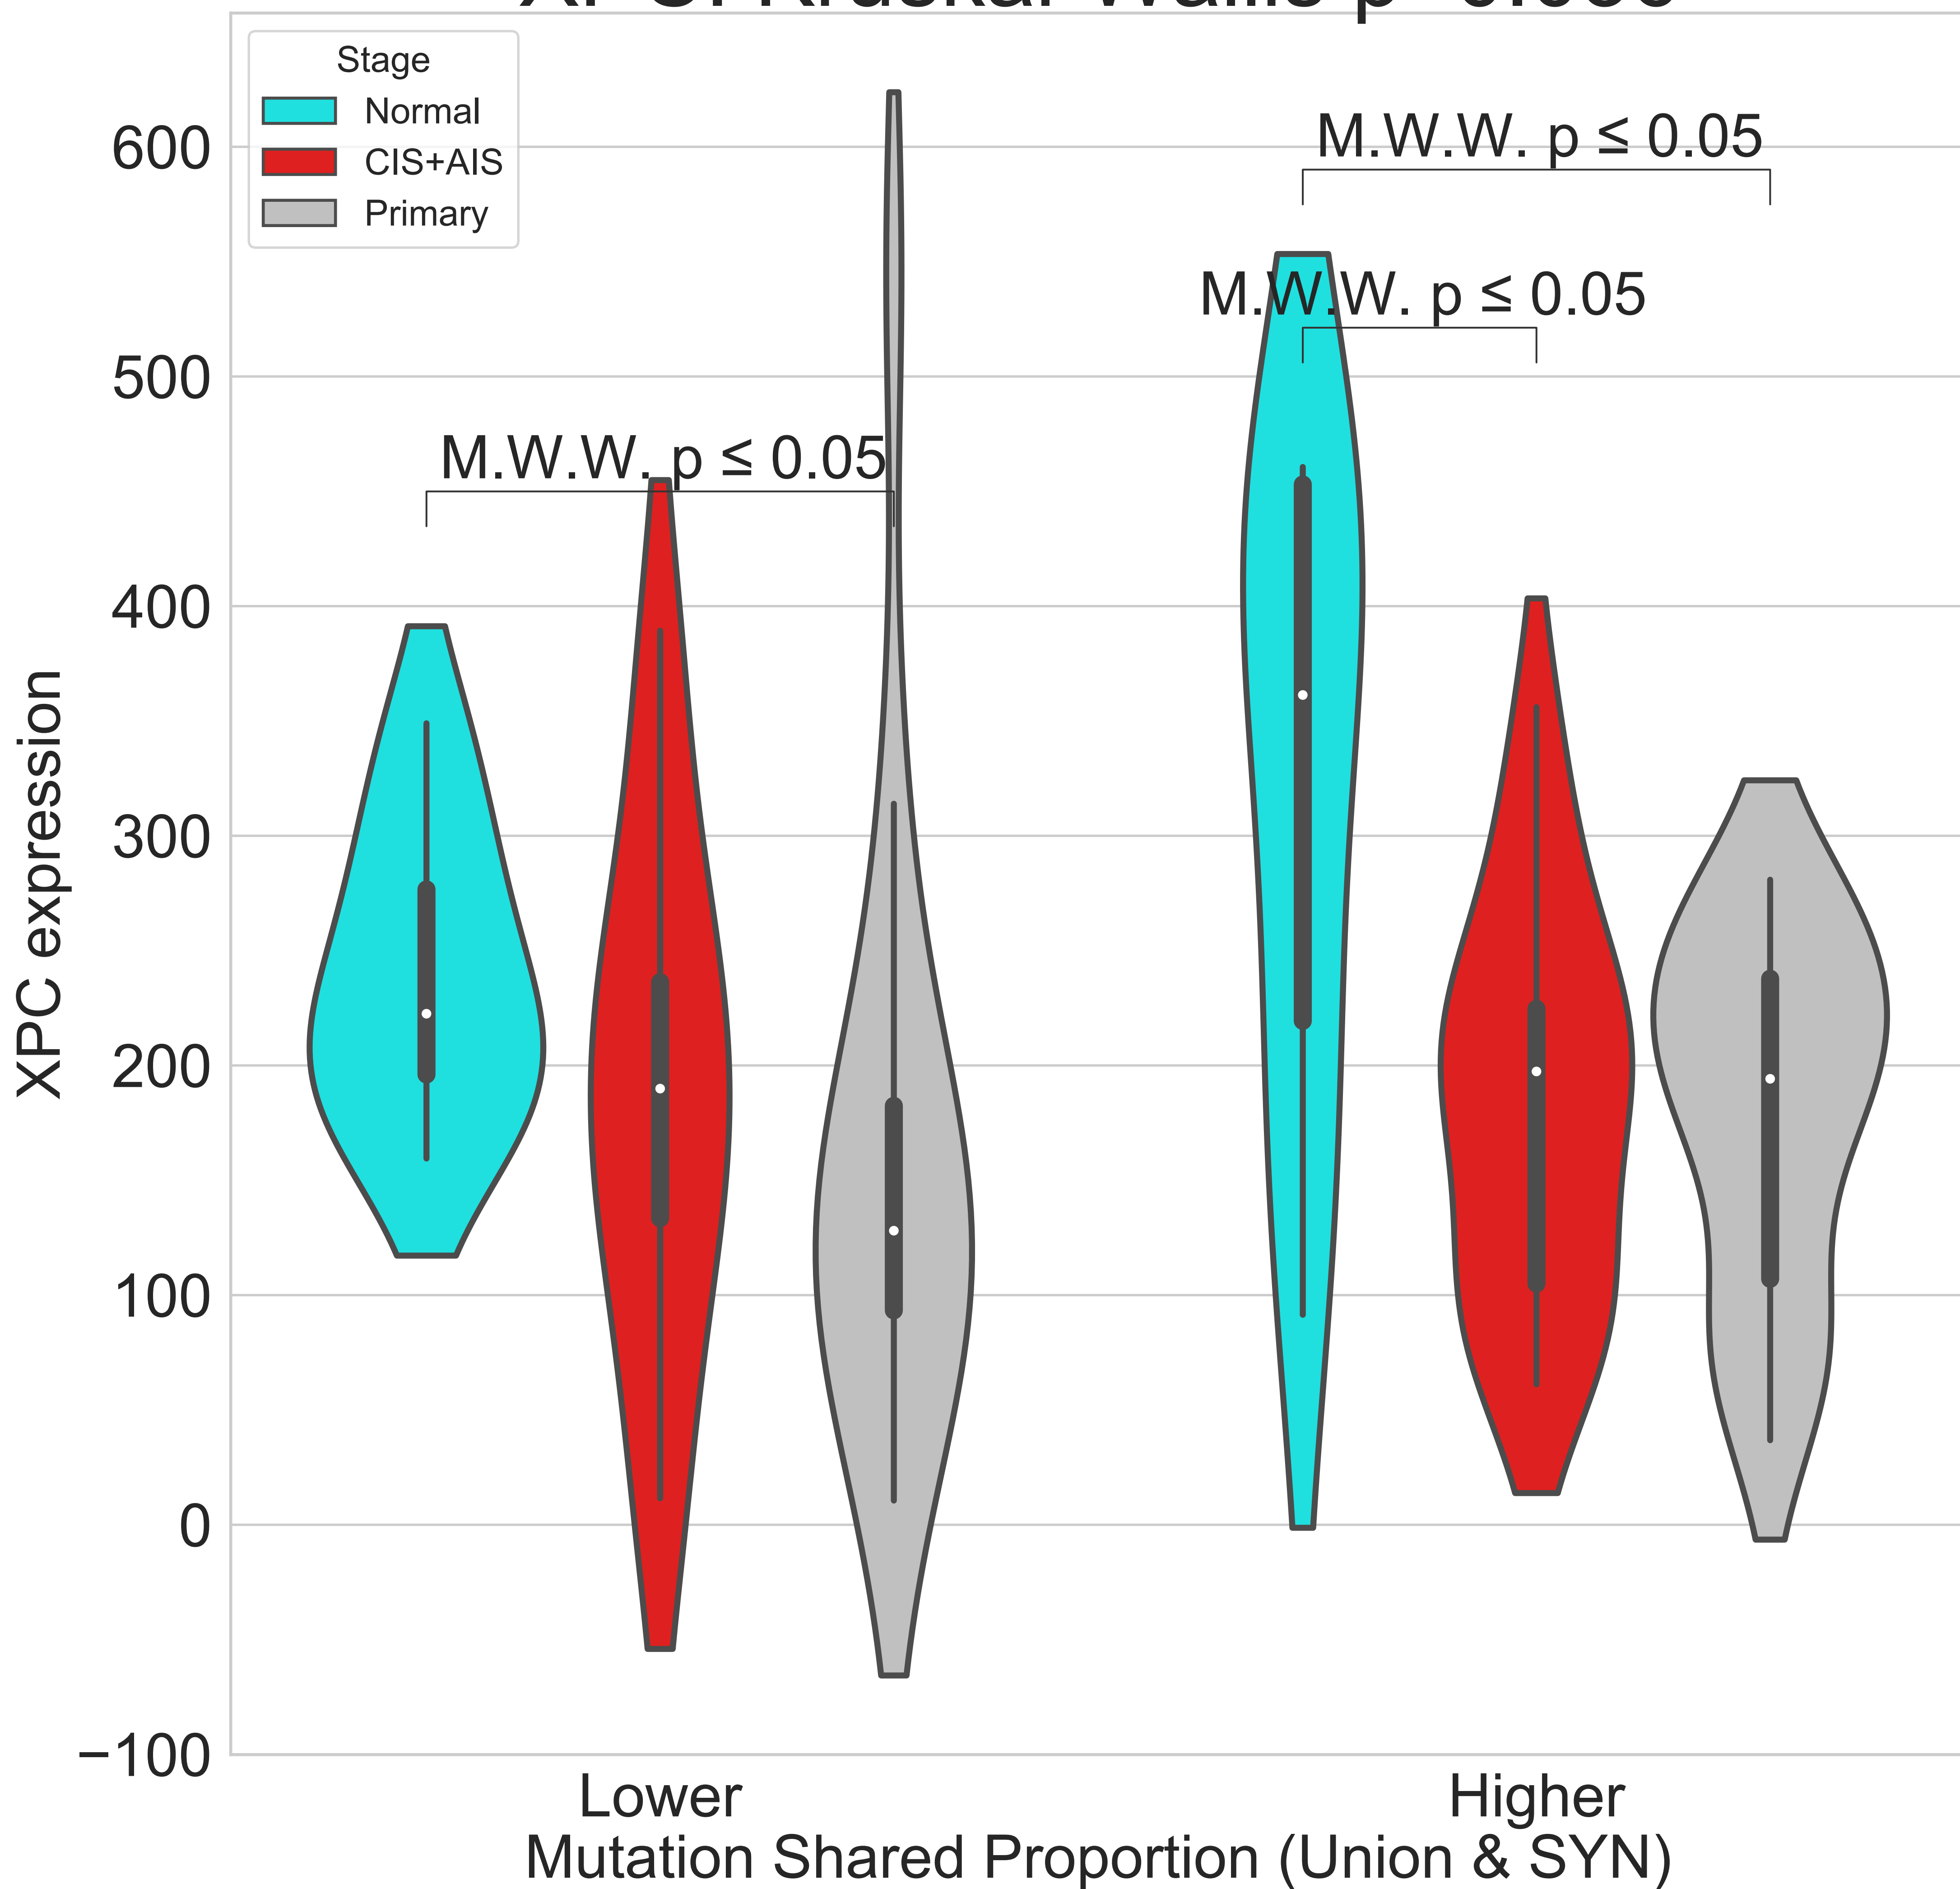 Stage
Normal
CIS+AIS
Primary
M.W.W. p ≤ 0.05
M.W.W. p ≤ 0.05
M.W.W. p ≤ 0.05
600
500
400
300
200
100
0
−100
XPC expression
Lower
Higher
Mutation Shared Proportion (Union & SYN)